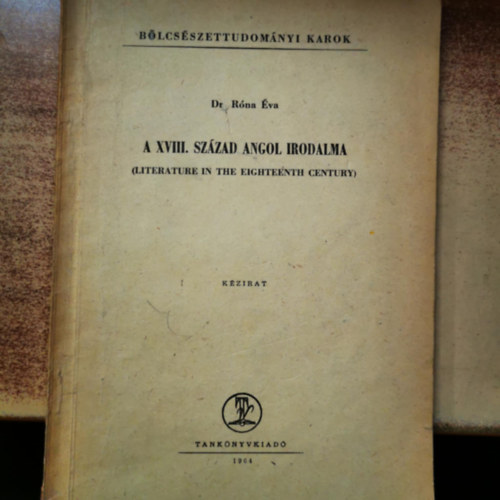 BÖLCSÉSZETTUDOMÁNYI KAROK
Dr Róna Éva
A XVIII. SZÁZAD ANGOL IRODALMA
(LITERATURE IN THE EIGHTEENTH CENTURY)
KÉZIRAT
TANKÖNYVKIADÓ
1964